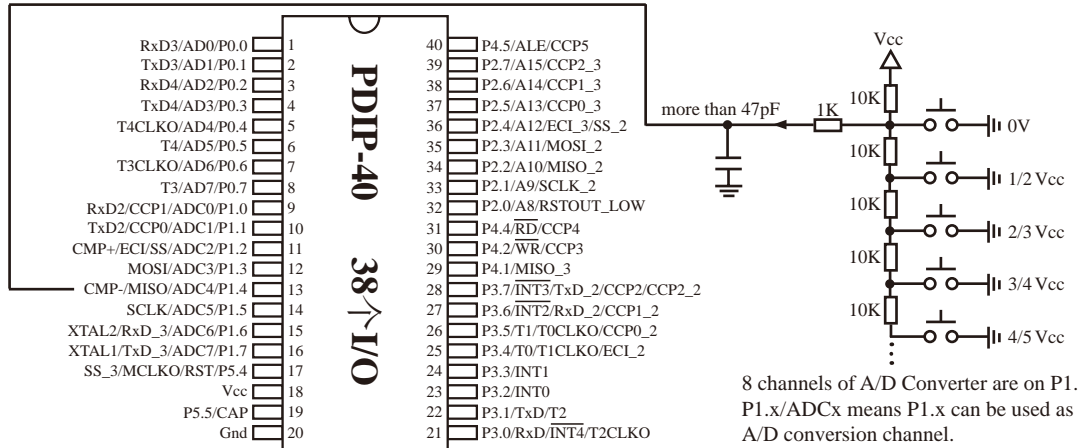 RxD3/AD0/P0.0 1
TxD3/AD1/P0.1 2
RxD4/AD2/P0.2 3
TxD4/AD3/P0.3 4
T4CLKO/AD4/P0.4 5
T4/AD5/P0.5 6
T3CLKO/AD6/P0.6 7
T3/AD7/P0.7 8
RxD2/CCP1/ADC0/P1.0 9
TxD2/CCP0/ADC1/P1.1 10
CMP+/ECI/SS/ADC2/P1.2 11
MOSI/ADC3/P1.3 12
CMP-/MISO/ADC4/P1.4 13
SCLK/ADC5/P1.5 14
XTAL2/RxD_3/ADC6/P1.6 15
XTAL1/TxD_3/ADC7/P1.7 16
SS_3/MCLKO/RST/P5.4 17
Vcc 18
P5.5/CAP 19
Gnd 20
PDIP-40
38个I/O
40 P4.5/ALE/CCP5
39 P2.7/A15/CCP2_3
38 P2.6/A14/CCP1_3
37 P2.5/A13/CCP0_3
36 P2.4/A12/ECI_3/SS_2
35 P2.3/A11/MOSI_2
34 P2.2/A10/MISO_2
33 P2.1/A9/SCLK_2
32 P2.0/A8/RSTOUT_LOW
31 P4.4/RD/CCP4
30 P4.2/WR/CCP3
29 P4.1/MISO_3
28 P3.7/INT3/TxD_2/CCP2/CCP2_2
27 P3.6/INT2/RxD_2/CCP1_2
26 P3.5/T1/T0CLKO/CCP0_2
25 P3.4/T0/T1CLKO/ECI_2
24 P3.3/INT1
23 P3.2/INT0
22 P3.1/TxD/T2
21 P3.0/RxD/INT4/T2CLKO
Vcc
10K
more than 47pF 1K
0V
10K
1/2 Vcc
10K
2/3 Vcc
10K
3/4 Vcc
10K
4/5 Vcc
8 channels of A/D Converter are on P1.
P1.x/ADCx means P1.x can be used as
A/D conversion channel.